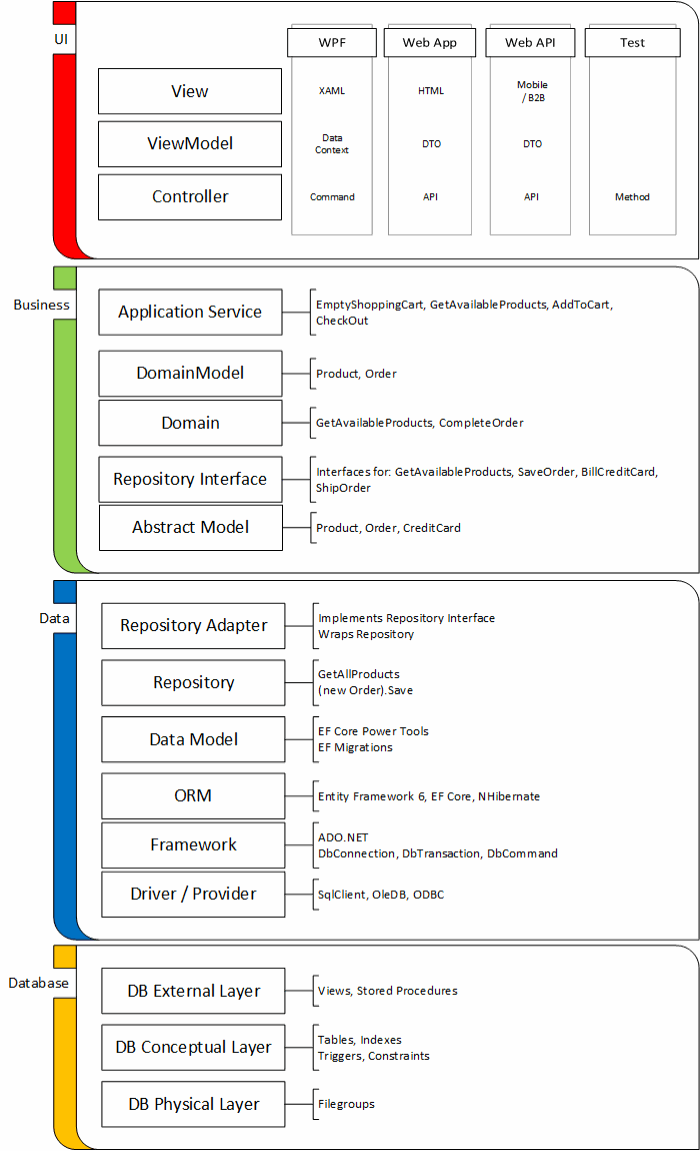 UI
WPF
Web App
Web API
Test
View
XAML
HTML
Mobile
/ B2B
ViewModel
Data
Context
DTO
DTO
Controller
Command
API
API
Method
Business
Application Service
EmptyShoppingCart, GetAvailableProducts, AddToCart,
CheckOut
DomainModel
Product, Order
Domain
GetAvailableProducts, CompleteOrder
Repository Interface
Interfaces for: GetAvailableProducts, SaveOrder, BillCreditCard,
ShipOrder
Abstract Model
Product, Order, CreditCard
Data
Repository Adapter
Implements Repository Interface
Wraps Repository
Repository
GetAllProducts
(new Order).Save
Data Model
EF Core Power Tools
EF Migrations
ORM
Entity Framework 6, EF Core, NHibernate
Framework
ADO.NET
DbConnection, DbTransaction, DbCommand
Driver / Provider
SqlClient, OleDB, ODBC
Database
DB External Layer
Views, Stored Procedures
DB Conceptual Layer
Tables, Indexes
Triggers, Constraints
DB Physical Layer
Filegroups